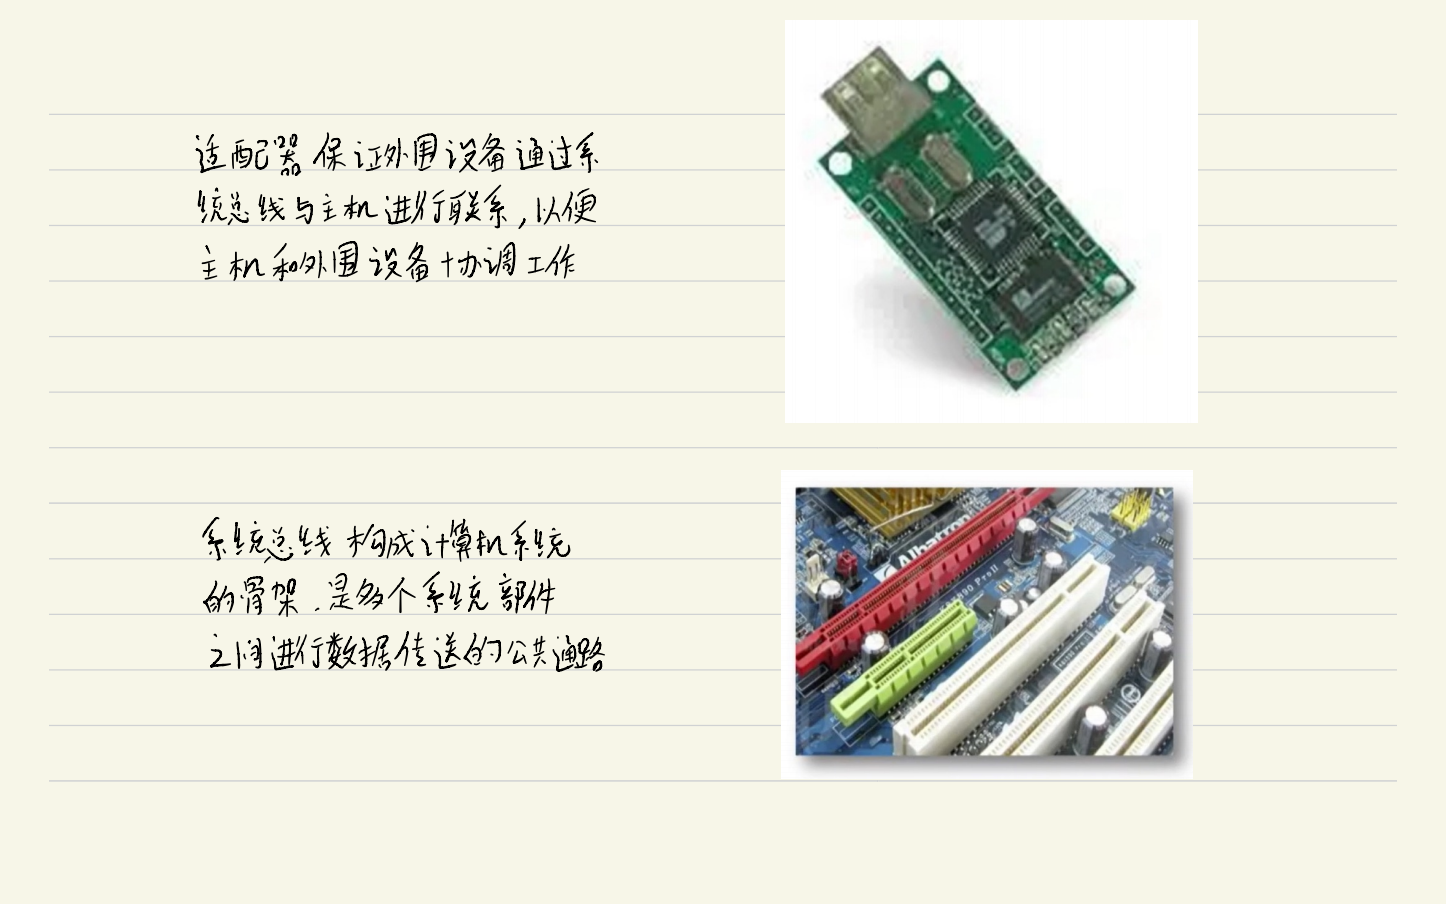 适配器保证外围设备通过系
统总线与主机进行联系,以便
主机和外围设备协调工作
Albatron
系统总线 构成计算机系统
的骨架,是多个系统部件
之间进行数据传送的公共通路